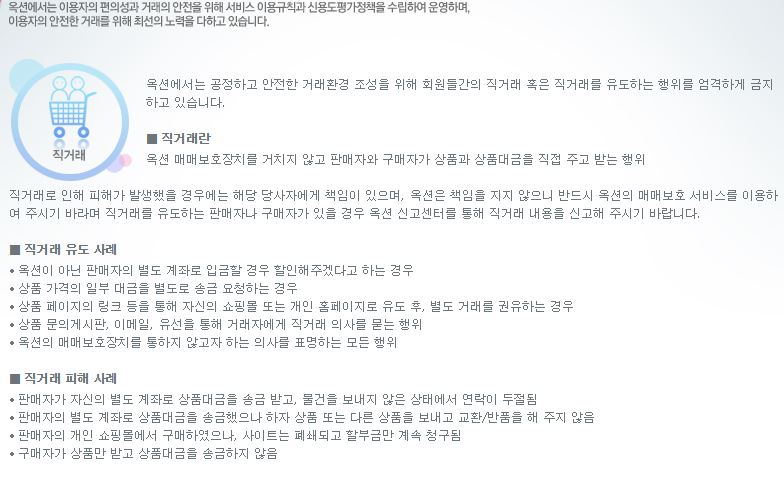 옥션에서는 이용자의 편의성과 거래의 안전을 위해 서비스 이용규칙과 신용도평가정책을 수립하여 운영하며,
이용자의 안전한 거래를 위해 최선의 노력을 다하고 있습니다.
옥션에서는 공정하고 안전한 거래환경 조성을 위해 회원들간의 직거래 혹은 직거래를 유도하는 행위를 엄격하게 금지
하고 있습니다.
직거래
■ 직거래란
옥션 매매보호장치를 거치지 않고 판매자와 구매자가 상품과 상품대금을 직접 주고 받는 행위
직거래로 인해 피해가 발생했을 경우에는 해당 당사자에게 책임이 있으며, 옥션은 책임을 지지 않으니 반드시 옥션의 매매보호 서비스를 이용하
여 주시기 바라며 직거래를 유도하는 판매자나 구매자가 있을 경우 옥션 신고센터를 통해 직거래 내용을 신고해 주시기 바랍니다.
■ 직거래 유도 사례
• 옥션이 아닌 판매자의 별도 계좌로 입금할 경우 할인해주겠다고 하는 경우
• 상품 가격의 일부 대금을 별도로 송금 요청하는 경우
• 상품 페이지의 링크 등을 통해 자신의 쇼핑몰 또는 개인 홈페이지로 유도 후, 별도 거래를 권유하는 경우
• 상품 문의게시판, 이메일, 유선을 통해 거래자에게 직거래 의사를 묻는 행위
• 옥션의 매매보호장치를 통하지 않고자 하는 의사를 표명하는 모든 행위
■ 직거래 피해 사례
• 판매자가 자신의 별도 계좌로 상품대금을 송금 받고, 물건을 보내지 않은 상태에서 연락이 두절됨
• 판매자의 별도 계좌로 상품대금을 송금했으나 하자 상품 또는 다른 상품을 보내고 교환/반품을 해 주지 않음
• 판매자의 개인 쇼핑몰에서 구매하였으나, 사이트는 폐쇄되고 할부금만 계속 청구됨
• 구매자가 상품만 받고 상품대금을 송금하지 않음